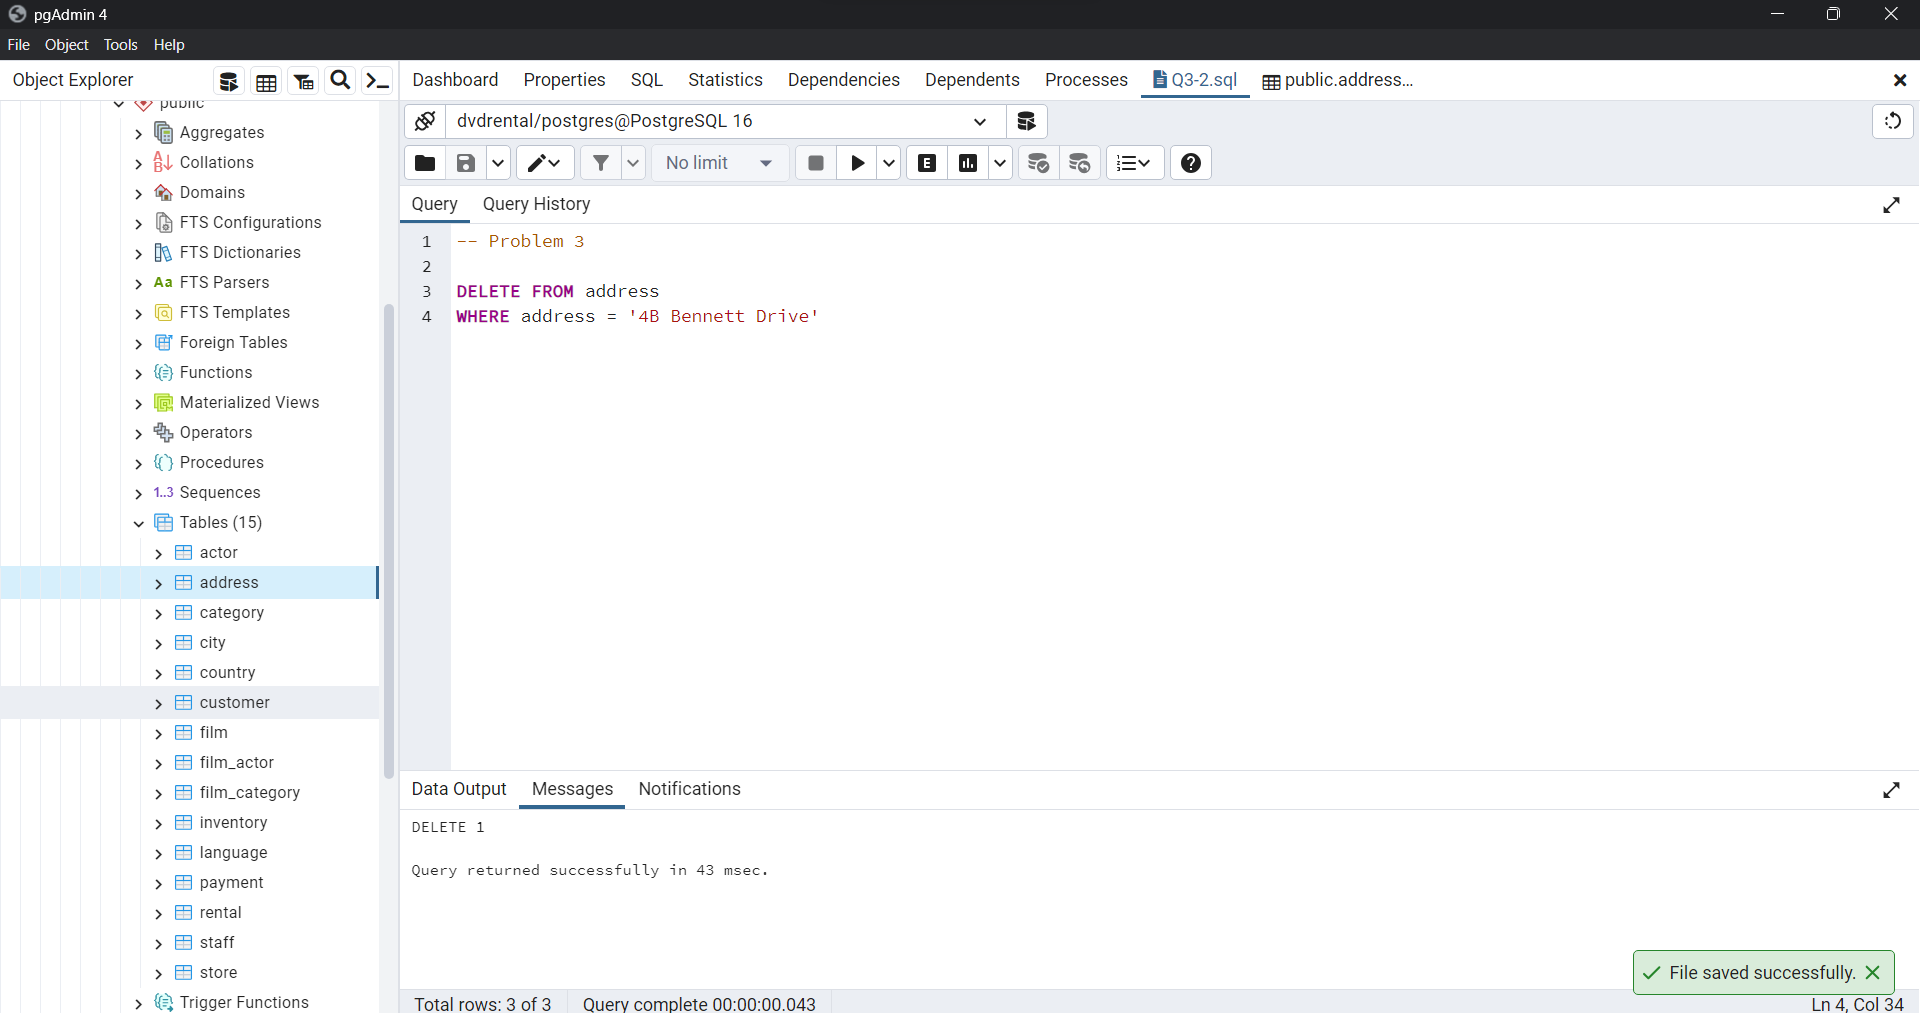 pgAdmin 4
File Object Tools Help
Object Explorer
Dashboard Properties SQL Statistics Dependencies Dependents Processes Q3-2.sql public.address...
public
Aggregates
Collations
Domains
FTS Configurations
FTS Dictionaries
Aa FTS Parsers
FTS Templates
Foreign Tables
Functions
Materialized Views
Operators
Procedures
1..3 Sequences
Tables (15)
actor
address
category
city
country
customer
film
film_actor
film_category
inventory
language
payment
rental
staff
store
Trigger Functions
dvdrental/postgres@PostgreSQL 16
No limit
E
Query Query History
1 -- Problem 3
2
3 DELETE FROM address
4 WHERE address = '4B Bennett Drive'
Data Output Messages Notifications
DELETE 1
Query returned successfully in 43 msec.
File saved successfully.
Total rows: 3 of 3 Query complete 00:00:00.043 Ln 4, Col 34